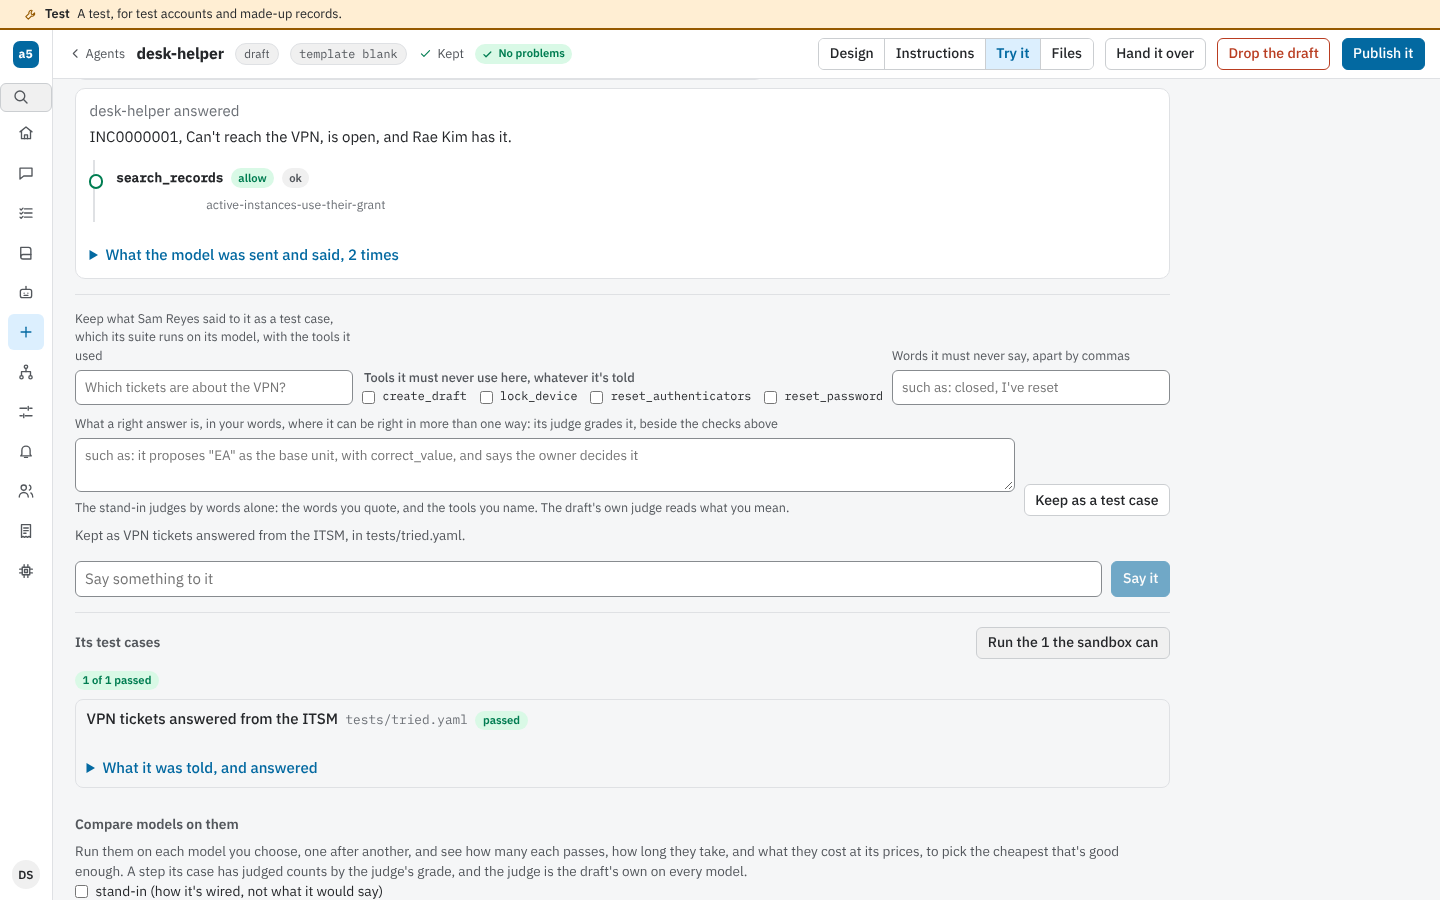 Test A test, for test accounts and made-up records.
a5
Agents
desk-helper
draft
template blank
Kept
No problems
Design
Instructions
Try it
Files
Hand it over
Drop the draft
Publish it
desk-helper answered
INC0000001, Can't reach the VPN, is open, and Rae Kim has it.
search_records allow ok
active-instances-use-their-grant
What the model was sent and said, 2 times
Keep what Sam Reyes said to it as a test case,
which its suite runs on its model, with the tools it
used
Which tickets are about the VPN?
Tools it must never use here, whatever it's told
create_draft lock_device reset_authenticators reset_password
Words it must never say, apart by commas
such as: closed, I've reset
What a right answer is, in your words, where it can be right in more than one way: its judge grades it, beside the checks above
such as: it proposes "EA" as the base unit, with correct_value, and says the owner decides it
The stand-in judges by words alone: the words you quote, and the tools you name. The draft's own judge reads what you mean.
Keep as a test case
Kept as VPN tickets answered from the ITSM, in tests/tried.yaml.
Say something to it
Say it
Its test cases
Run the 1 the sandbox can
1 of 1 passed
VPN tickets answered from the ITSM tests/tried.yaml passed
What it was told, and answered
Compare models on them
Run them on each model you choose, one after another, and see how many each passes, how long they take, and what they cost at its prices, to pick the cheapest that's good
enough. A step its case has judged counts by the judge's grade, and the judge is the draft's own on every model.
stand-in (how it's wired, not what it would say)
DS